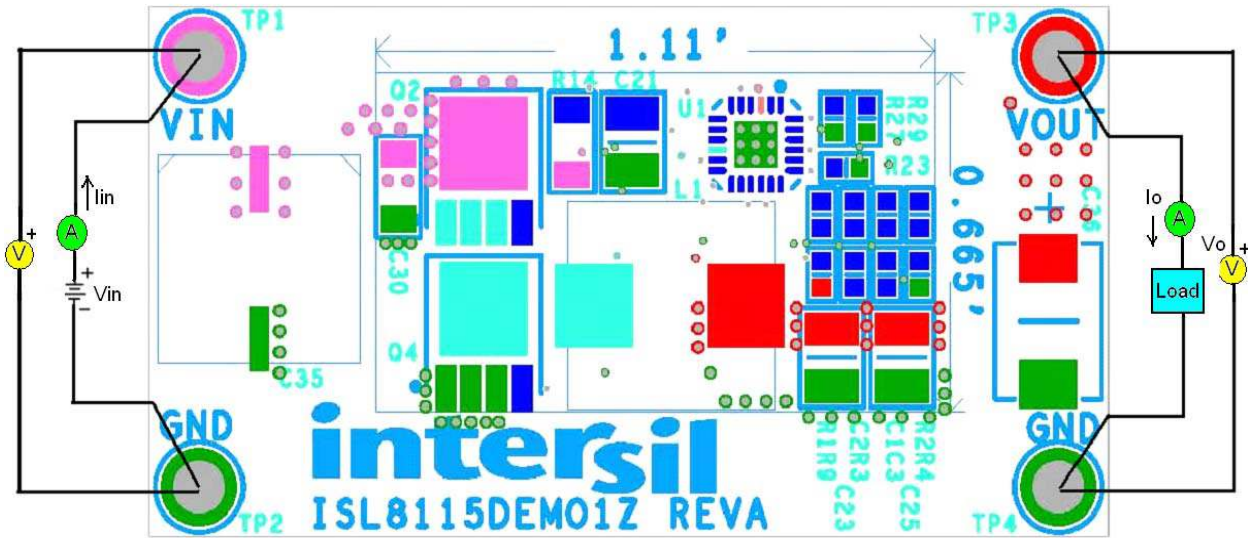 TP1
TP3
1.11'
VIN
VOUT
Q2
R14
C21
U1
R27
R29
R23
L1
0.665'
C36
Iin
A
V
+
+
Vin
-
C30
Q4
C35
Io
A
Vo
+
V
Load
GND
GND
intersil
ISL8115DEMO1Z REVA
R1R9
C23
C2R3
C1C3
C25
R2R4
TP2
TP4